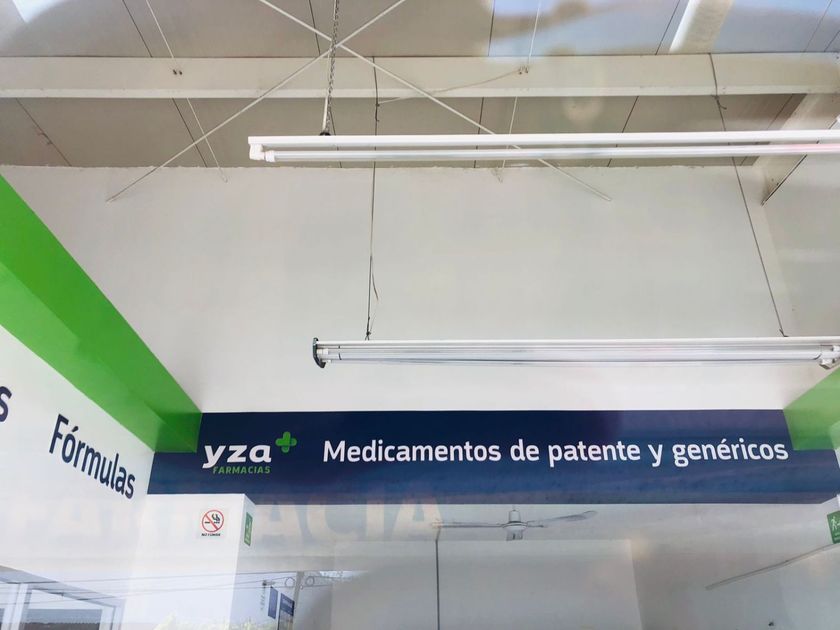 Fórmulas
yza
FARMACIAS
Medicamentos de patente y genéricos
NO FUMAR